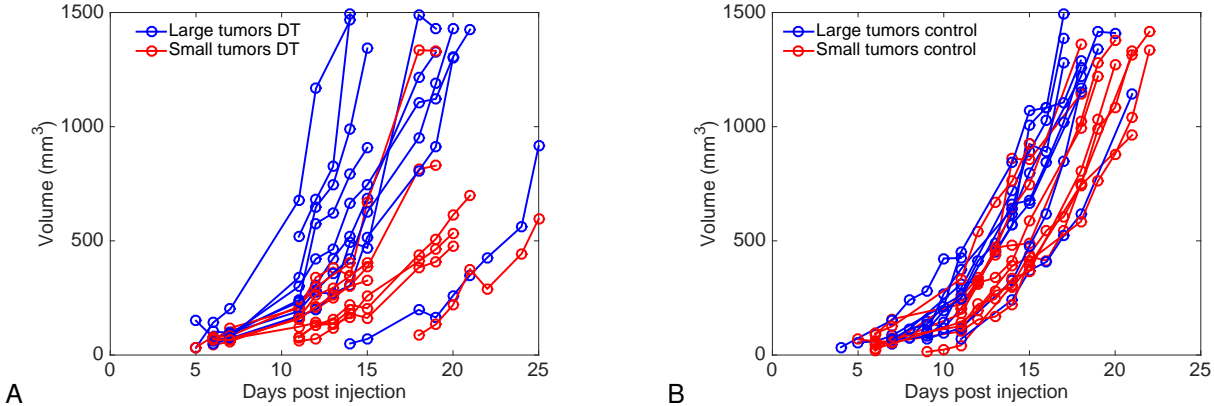 1500
1000
500
0
0 5 10 15 20 25
Volume (mm³)
Days post injection
Large tumors DT
Small tumors DT
A
1500
1000
500
0
0 5 10 15 20 25
Volume (mm³)
Days post injection
Large tumors control
Small tumors control
B